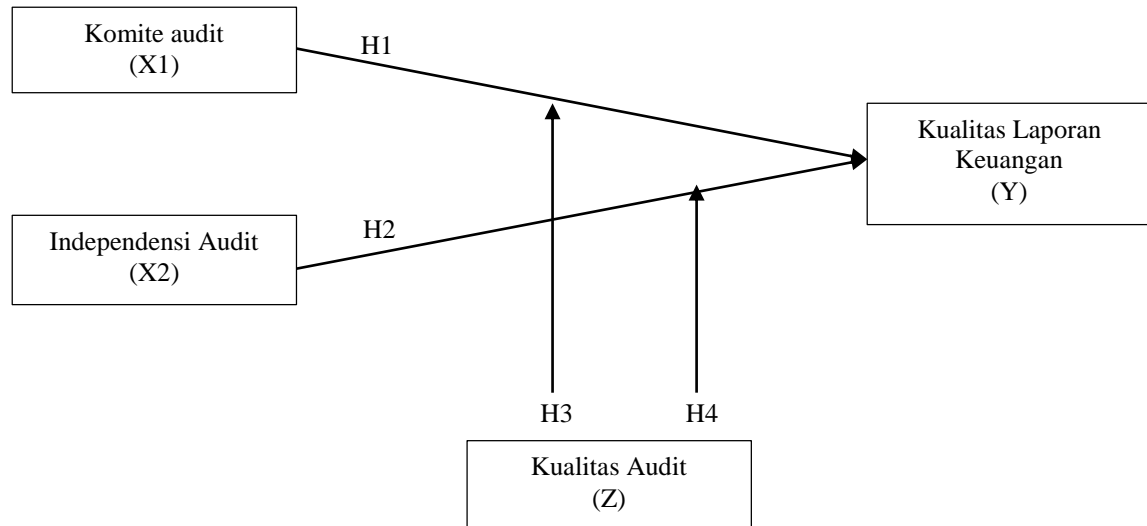 Komite audit
(X1)
H1
Kualitas Laporan
Keuangan
(Y)
Independensi Audit
(X2)
H2
H3
H4
Kualitas Audit
(Z)